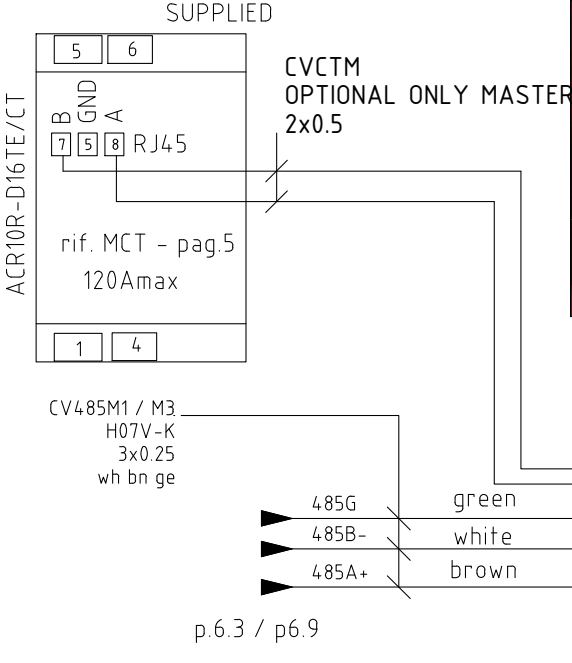 SUPPLIED
5 6
ACR10R-D16TE/CT
B GND A
7 5 8 RJ45
CVCTM
OPTIONAL ONLY MASTER
2x0.5
rif. MCT - pag.5
120Amax
1 4
CV485M1 / M3
H07V-K
3x0.25
wh bn ge
485G green
485B- white
485A+ brown
p.6.3 / p6.9